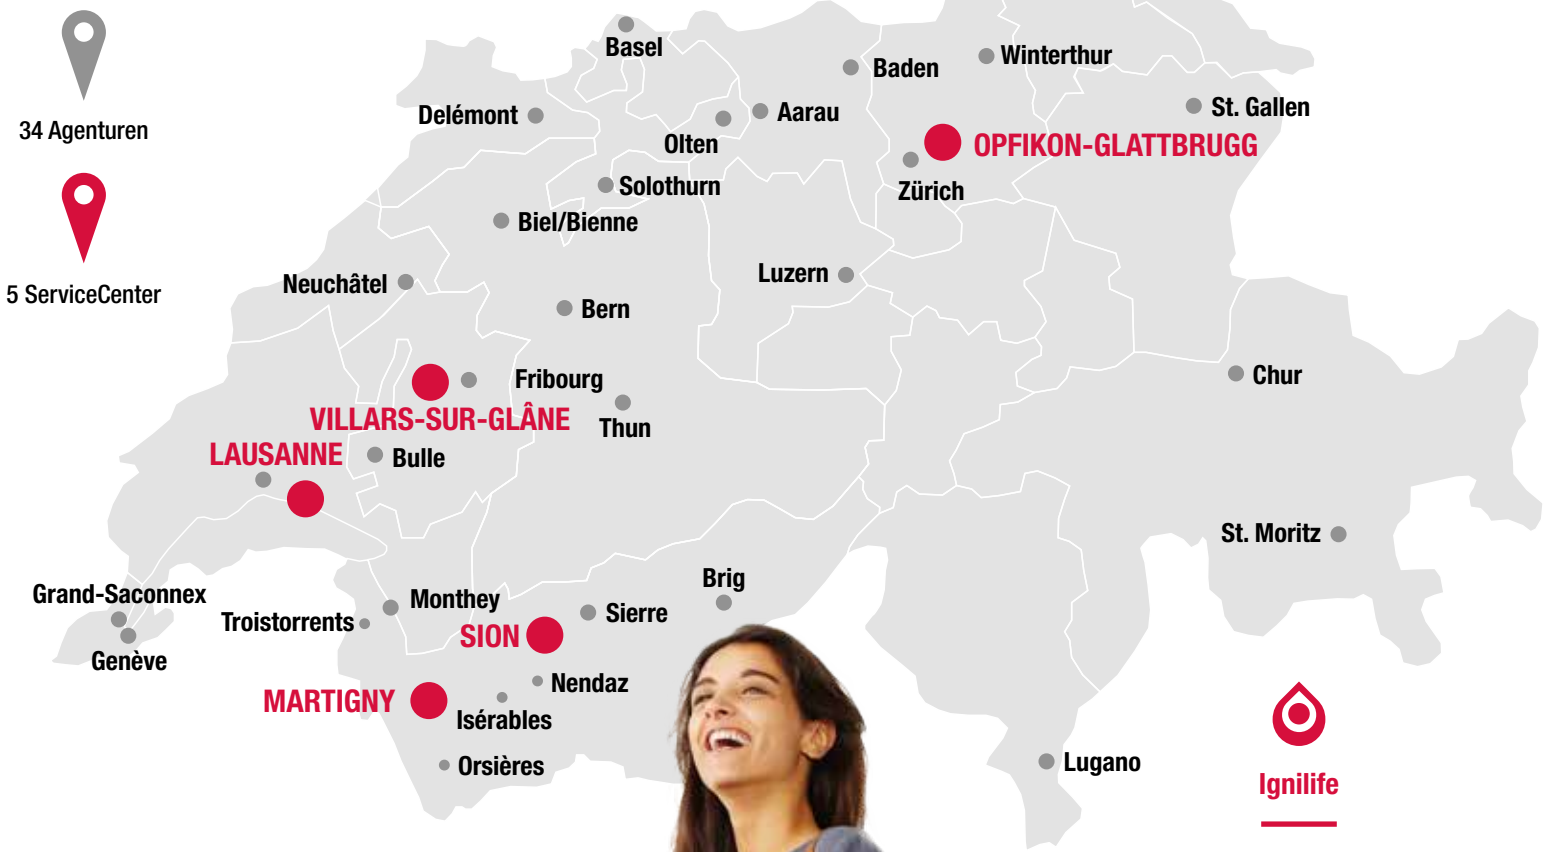 34 Agenturen
5 ServiceCenter
Basel
Baden
Winterthur
Delémont
Aarau
St. Gallen
Olten
OPFIKON-GLATTBRUGG
Solothurn
Zürich
Biel/Bienne
Luzern
Neuchâtel
Bern
Fribourg
Chur
VILLARS-SUR-GLÂNE
Thun
LAUSANNE
Bulle
St. Moritz
Brig
Grand-Saconnex
Monthey
Troistorrents
Sierre
SION
Genève
Nendaz
MARTIGNY
Isérables
Orsières
Lugano
Ignilife